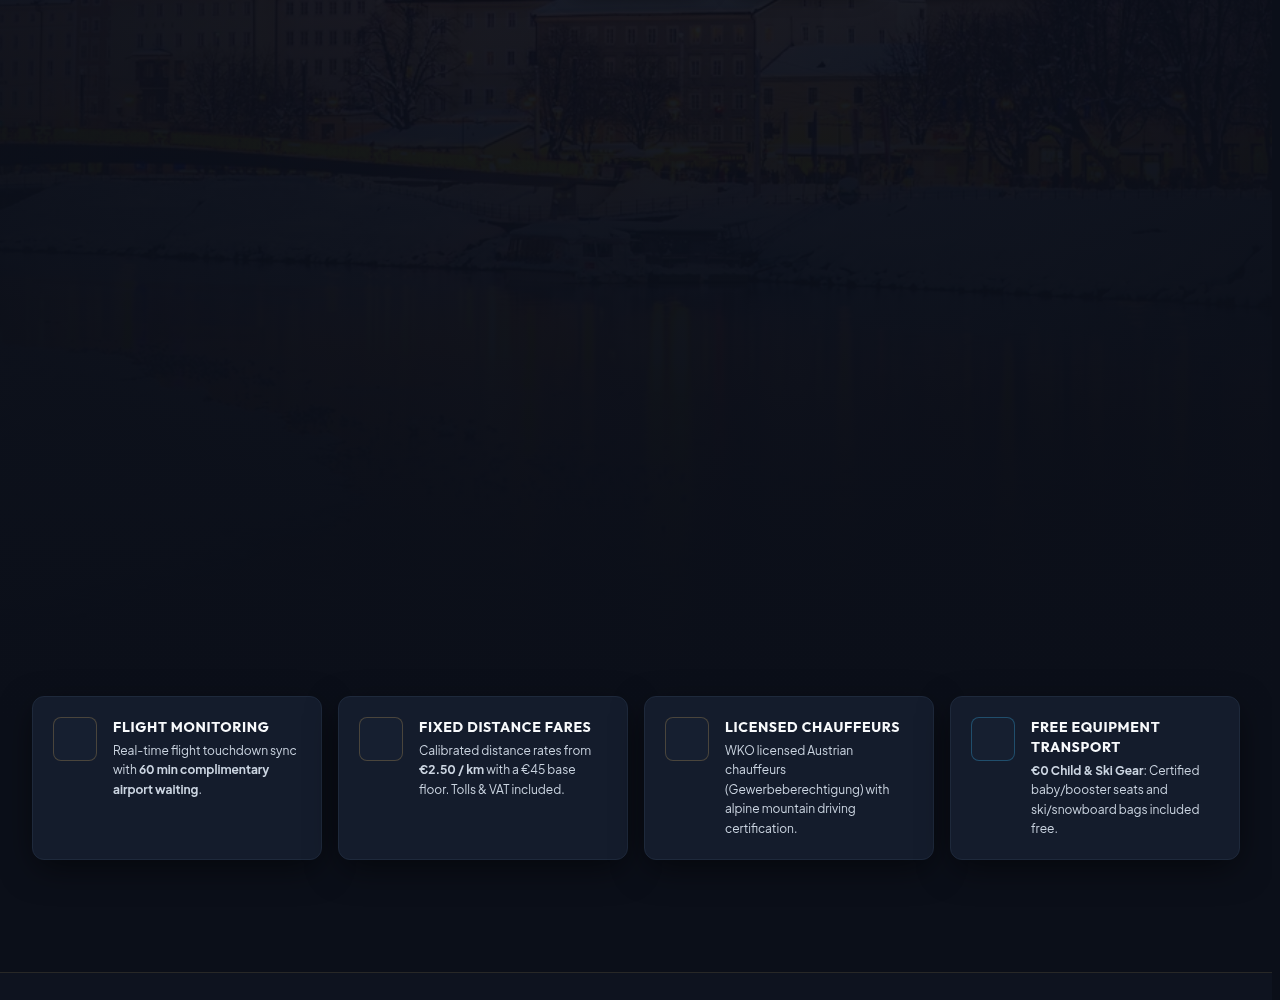 FLIGHT MONITORING
Real-time flight touchdown sync
with 60 min complimentary
airport waiting.
FIXED DISTANCE FARES
Calibrated distance rates from
€2.50 / km with a €45 base
floor. Tolls & VAT included.
LICENSED CHAUFFEURS
WKO licensed Austrian
chauffeurs
(Gewerbeberechtigung) with
alpine mountain driving
certification.
FREE EQUIPMENT
TRANSPORT
€0 Child & Ski Gear: Certified
baby/booster seats and
ski/snowboard bags included
free.